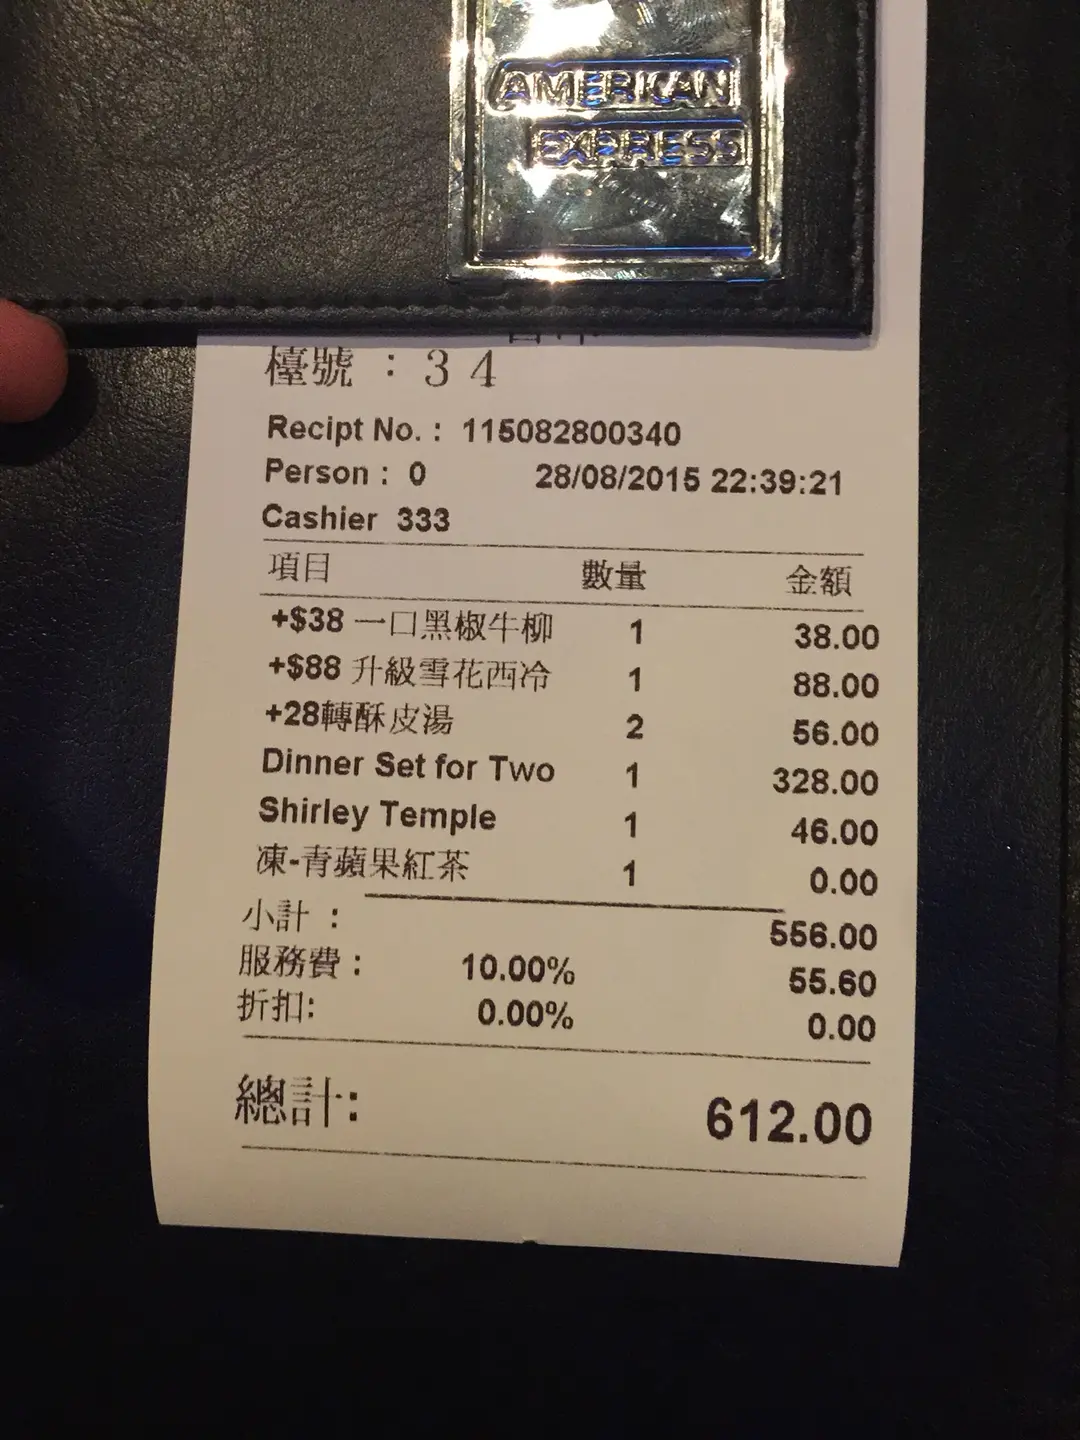 AMERICAN
EXPRESS
檯號 : 34
Recipt No. : 115082800340
Person : 0 28/08/2015 22:39:21
Cashier 333
項目 數量 金額
+$38 一口黑椒牛柳 1 38.00
+$88 升級雪花西冷 1 88.00
+28轉酥皮湯 2 56.00
Dinner Set for Two 1 328.00
Shirley Temple 1 46.00
凍-青蘋果紅茶 1 0.00
小計 : 556.00
服務費 : 10.00% 55.60
折扣: 0.00% 0.00
總計: 612.00